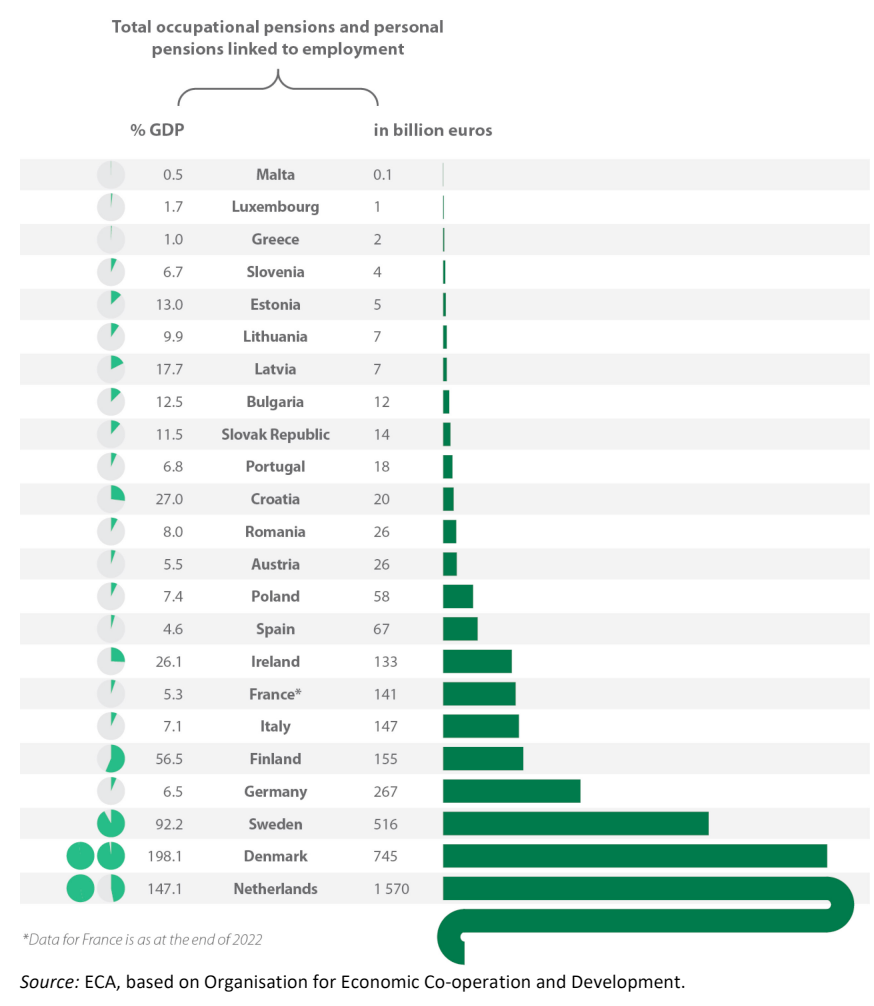 Total occupational pensions and personal
pensions linked to employment
% GDP in billion euros
0.5 Malta 0.1
1.7 Luxembourg 1
1.0 Greece 2
6.7 Slovenia 4
13.0 Estonia 5
9.9 Lithuania 7
17.7 Latvia 7
12.5 Bulgaria 12
11.5 Slovak Republic 14
6.8 Portugal 18
27.0 Croatia 20
8.0 Romania 26
5.5 Austria 26
7.4 Poland 58
4.6 Spain 67
26.1 Ireland 133
5.3 France* 141
7.1 Italy 147
56.5 Finland 155
6.5 Germany 267
92.2 Sweden 516
198.1 Denmark 745
147.1 Netherlands 1 570
*Data for France is as at the end of 2022
Source: ECA, based on Organisation for Economic Co-operation and Development.